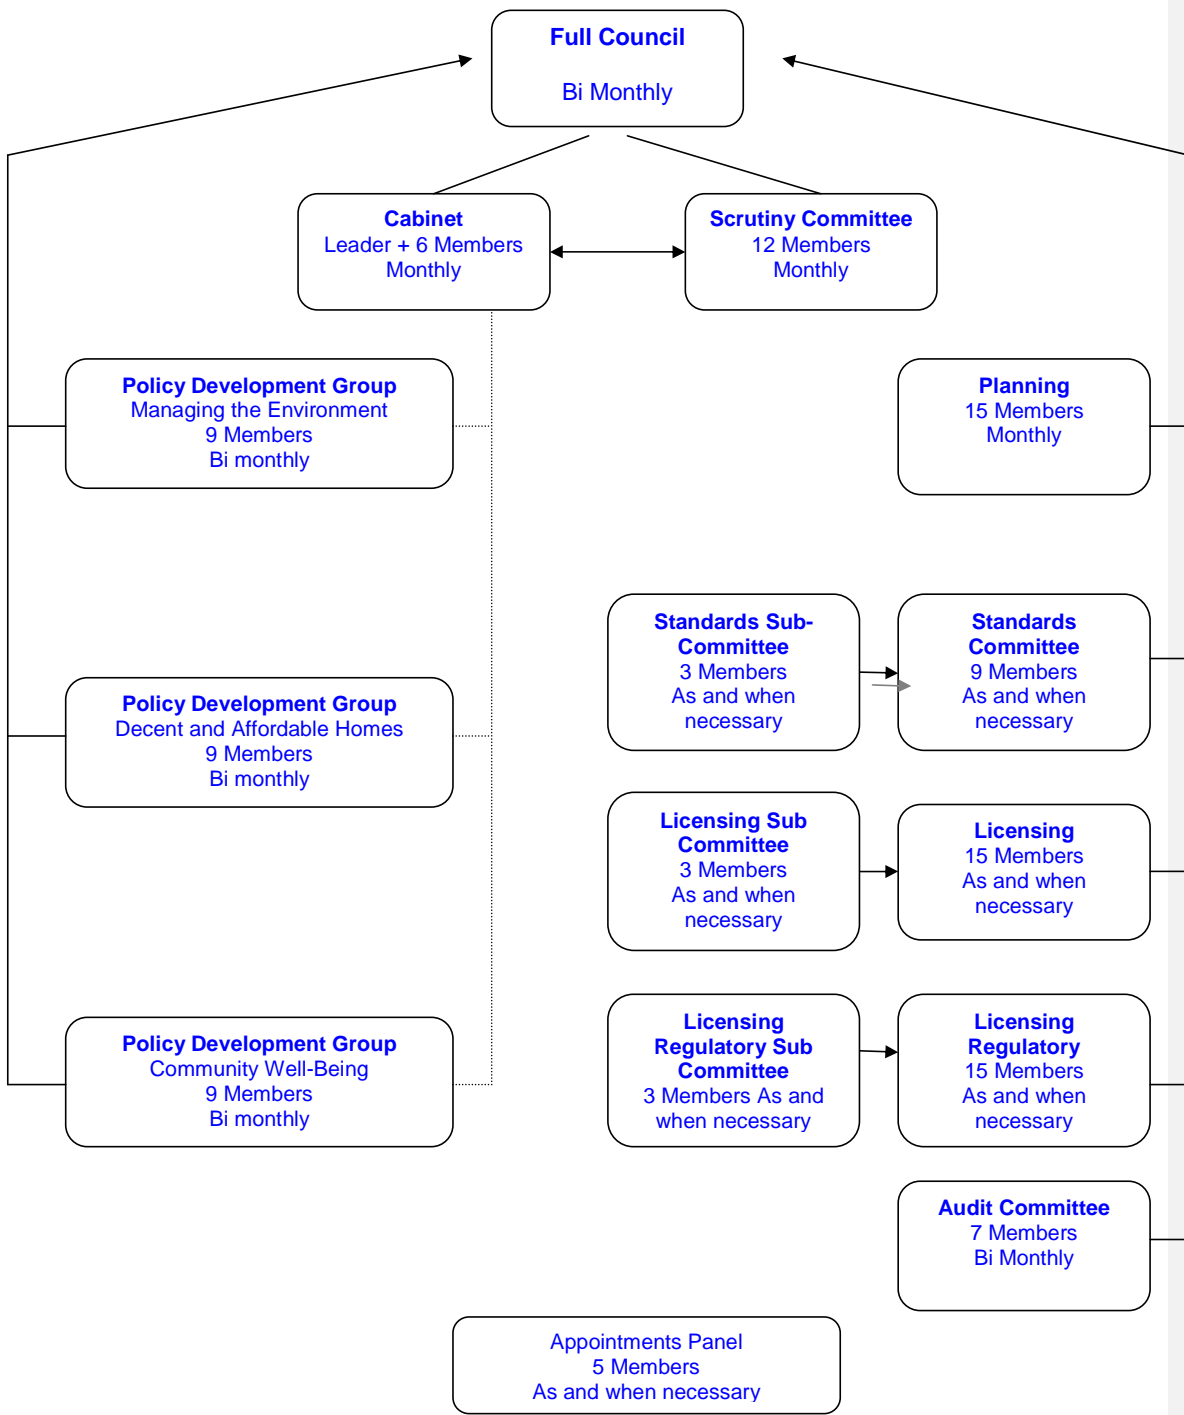 Full Council
Bi Monthly
Cabinet
Leader + 6 Members
Monthly
Scrutiny Committee
12 Members
Monthly
Policy Development Group
Managing the Environment
9 Members
Bi monthly
Planning
15 Members
Monthly
Standards Sub-
Committee
3 Members
As and when
necessary
Standards
Committee
9 Members
As and when
necessary
Policy Development Group
Decent and Affordable Homes
9 Members
Bi monthly
Licensing Sub
Committee
3 Members
As and when
necessary
Licensing
15 Members
As and when
necessary
Policy Development Group
Community Well-Being
9 Members
Bi monthly
Licensing
Regulatory Sub
Committee
3 Members As and
when necessary
Licensing
Regulatory
15 Members
As and when
necessary
Audit Committee
7 Members
Bi Monthly
Appointments Panel
5 Members
As and when necessary